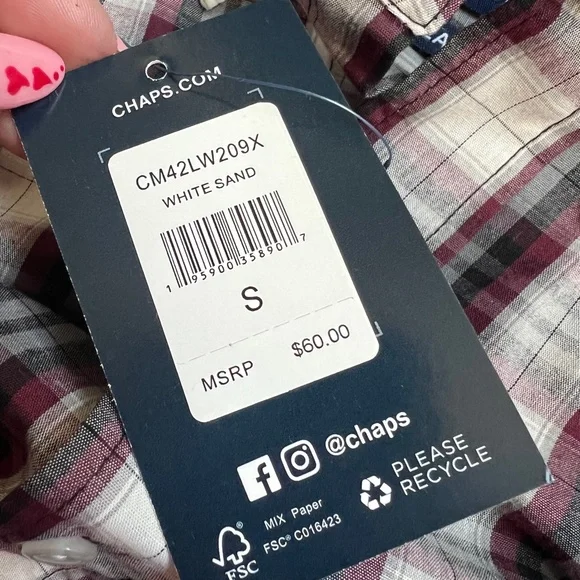 CHAPS.COM
CM42LW209X
WHITE SAND
1 95900 35890 7
S
MSRP $60.00
@chaps
PLEASE
RECYCLE
MIX Paper
FSC® C016423
FSC